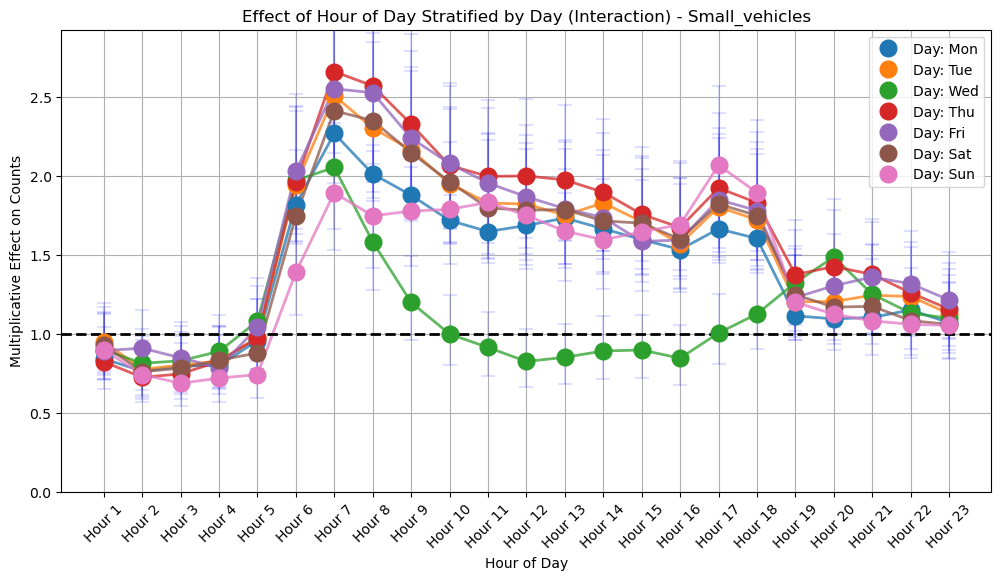 Effect of Hour of Day Stratified by Day (Interaction) - Small_vehicles
Multiplicative Effect on Counts
2.5
2.0
1.5
1.0
0.5
0.0
Day: Mon
Day: Tue
Day: Wed
Day: Thu
Day: Fri
Day: Sat
Day: Sun
Hour 1
Hour 2
Hour 3
Hour 4
Hour 5
Hour 6
Hour 7
Hour 8
Hour 9
Hour 10
Hour 11
Hour 12
Hour 13
Hour 14
Hour 15
Hour 16
Hour 17
Hour 18
Hour 19
Hour 20
Hour 21
Hour 22
Hour 23
Hour of Day